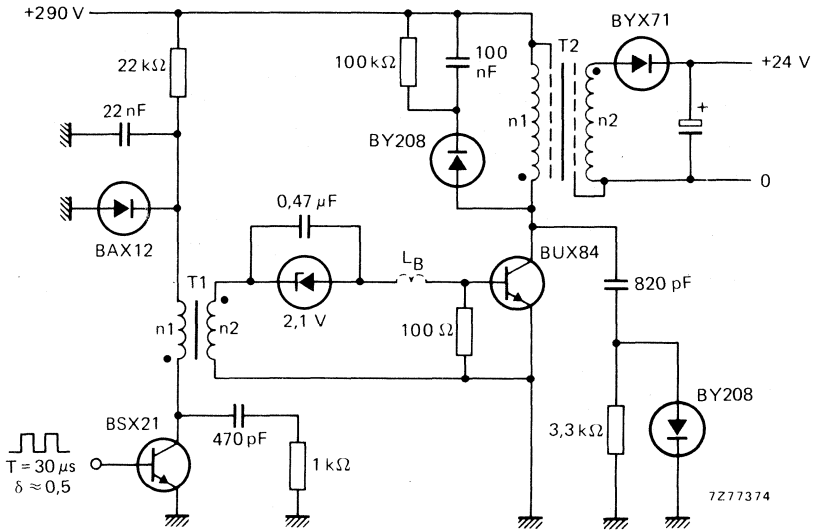 +290 V
22 kΩ
22 nF
BAX12
100 kΩ
100
nF
BY208
T2
n1
n2
BYX71
+24 V
+
0
0,47 µF
2,1 V
L_B
T1
n1
n2
100 Ω
BUX84
820 pF
BY208
3,3 kΩ
BSX21
470 pF
1 kΩ
T = 30 µs
δ ≈ 0,5
7Z77374